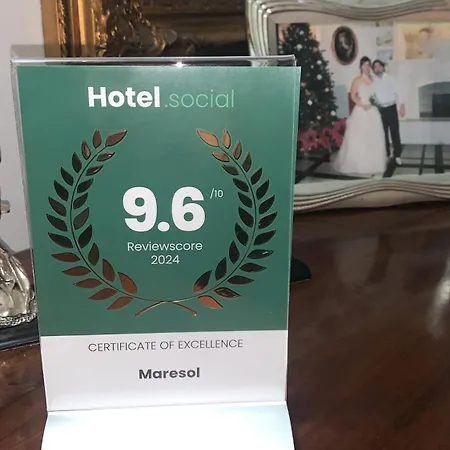 Hotel.social
9.6 /10
Reviewscore
2024
CERTIFICATE OF EXCELLENCE
Maresol